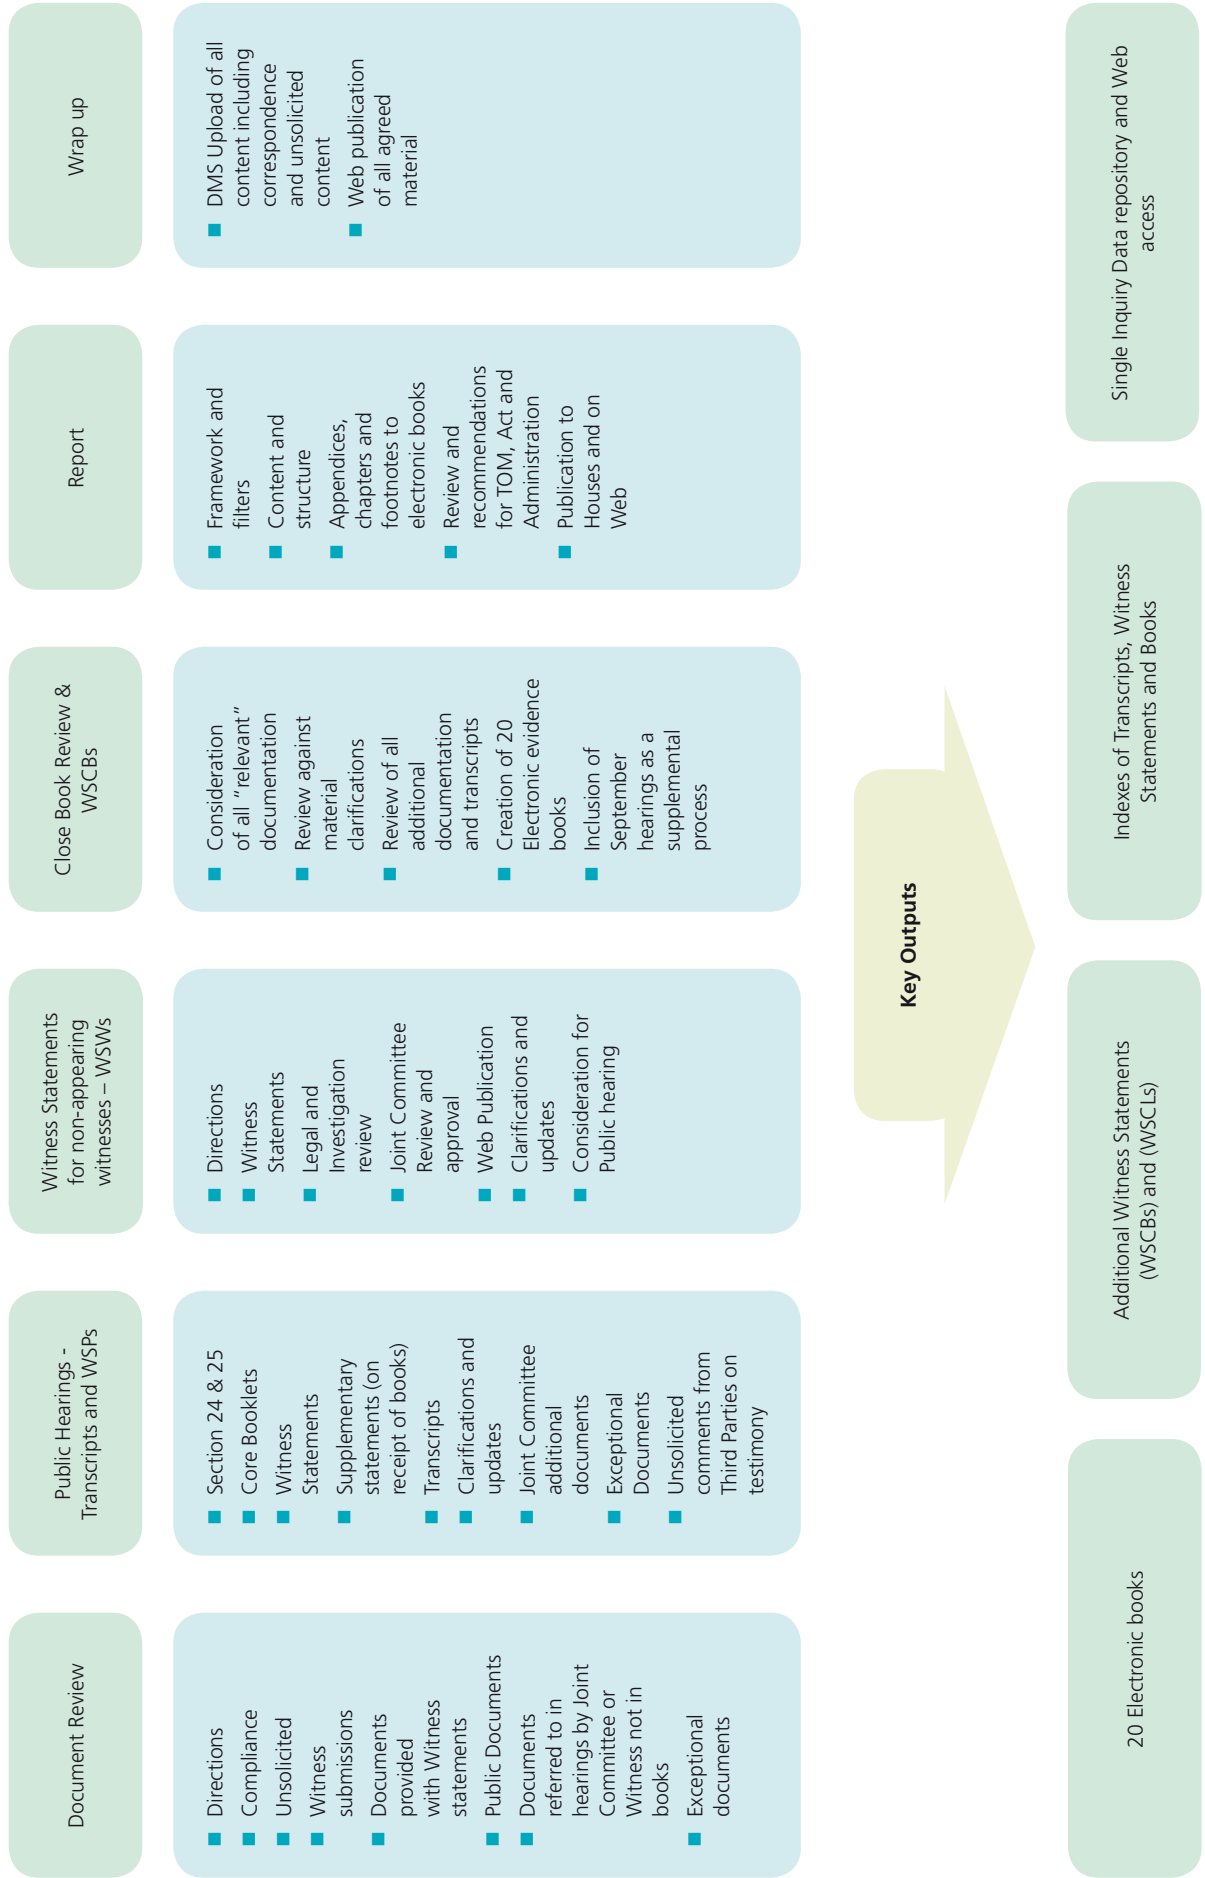 Document Review
Directions
Compliance
Unsolicited
Witness
submissions
Documents
provided
with Witness
statements
Public Documents
Documents
referred to in
hearings by Joint
Committee or
Witness not in
books
Exceptional
documents
Public Hearings -
Transcripts and WSPs
Section 24 & 25
Core Booklets
Witness
Statements
Supplementary
statements (on
receipt of books)
Transcripts
Clarifications and
updates
Joint Committee
additional
documents
Exceptional
Documents
Unsolicited
comments from
Third Parties on
testimony
Witness Statements
for non-appearing
witnesses – WSWs
Directions
Witness
Statements
Legal and
Investigation
review
Joint Committee
Review and
approval
Web Publication
Clarifications and
updates
Consideration for
Public hearing
Close Book Review &
WSCBs
Consideration
of all “relevant”
documentation
Review against
material
clarifications
Review of all
additional
documentation
and transcripts
Creation of 20
Electronic evidence
books
Inclusion of
September
hearings as a
supplemental
process
Report
Framework and
filters
Content and
structure
Appendices,
chapters and
footnotes to
electronic books
Review and
recommendations
for TOM, Act and
Administration
Publication to
Houses and on
Web
Wrap up
DMS Upload of all
content including
correspondence
and unsolicited
content
Web publication
of all agreed
material
Key Outputs
20 Electronic books
Additional Witness Statements
(WSCBs) and (WSCLs)
Indexes of Transcripts, Witness
Statements and Books
Single Inquiry Data repository and Web
access